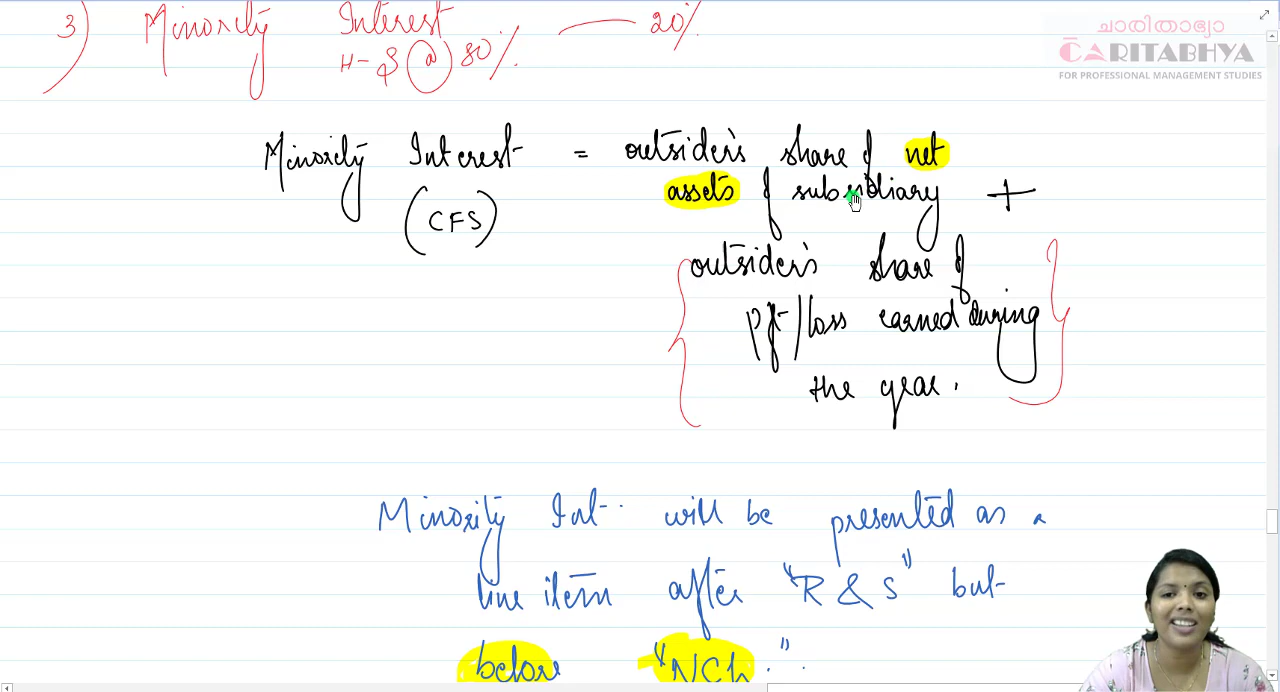 3) Minority Interest — 20%
H-S @ 80%
ചാരിതാഭ്യാ
CARITABHYA
FOR PROFESSIONAL MANAGEMENT STUDIES
Minority Interest = outsider's share of net
assets of subsidiary +
(CFS)
outsider's share of
pft/loss earned during
the year.
Minority Int.. will be presented as a
line item after "R & S" but
before "NCL".